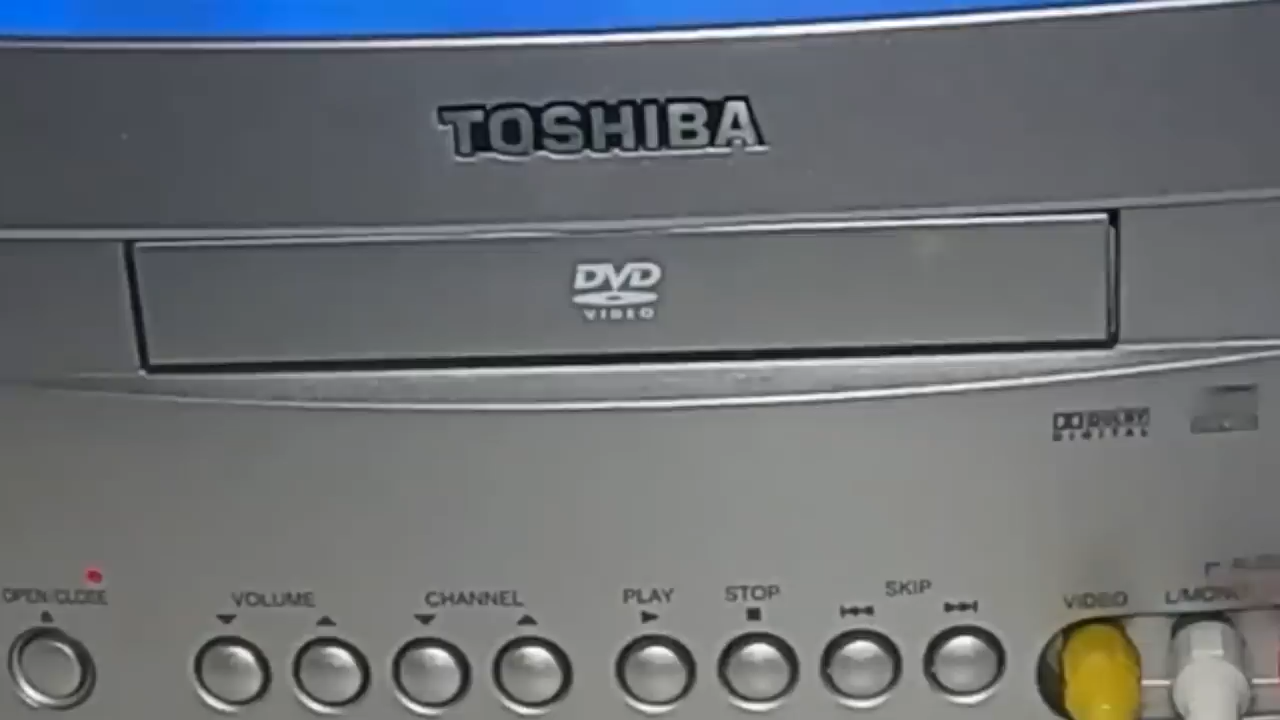 TOSHIBA
DVD
VIDEO
DOLBY
DIGITAL
OPEN/CLOSE
VOLUME
CHANNEL
PLAY
STOP
SKIP
VIDEO
L/MONO